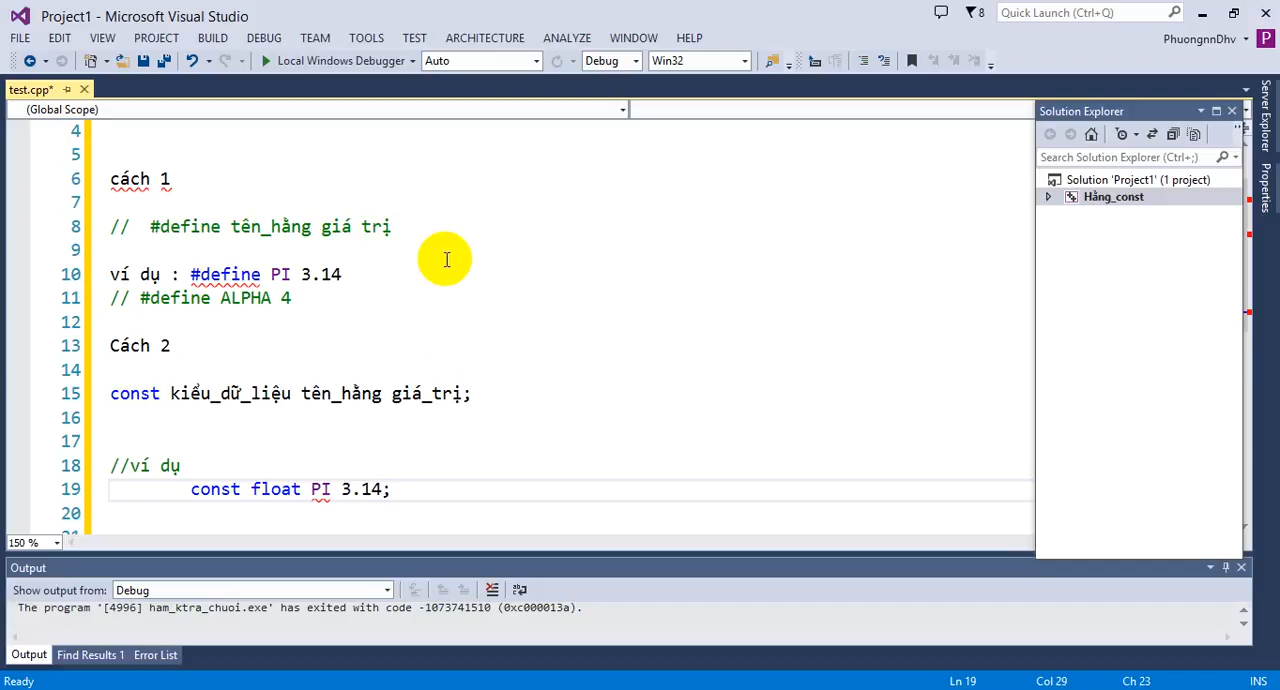 Project1 - Microsoft Visual Studio
8
Quick Launch (Ctrl+Q)
FILE EDIT VIEW PROJECT BUILD DEBUG TEAM TOOLS TEST ARCHITECTURE ANALYZE WINDOW HELP
PhuongnnDhv
P
Local Windows Debugger
Auto
Debug
Win32
test.cpp*
(Global Scope)
4
5
6 cách 1
7
8 // #define tên_hằng giá trị
9
10 ví dụ : #define PI 3.14
11 // #define ALPHA 4
12
13 Cách 2
14
15 const kiểu_dữ_liệu tên_hằng giá_trị;
16
17
18 //ví dụ
19 const float PI 3.14;
20
21
150 %
Solution Explorer
Search Solution Explorer (Ctrl+;)
Solution 'Project1' (1 project)
Hằng_const
Server Explorer
Properties
Output
Show output from: Debug
The program '[4996] ham_ktra_chuoi.exe' has exited with code -1073741510 (0xc000013a).
Output Find Results 1 Error List
Ready Ln 19 Col 29 Ch 23 INS